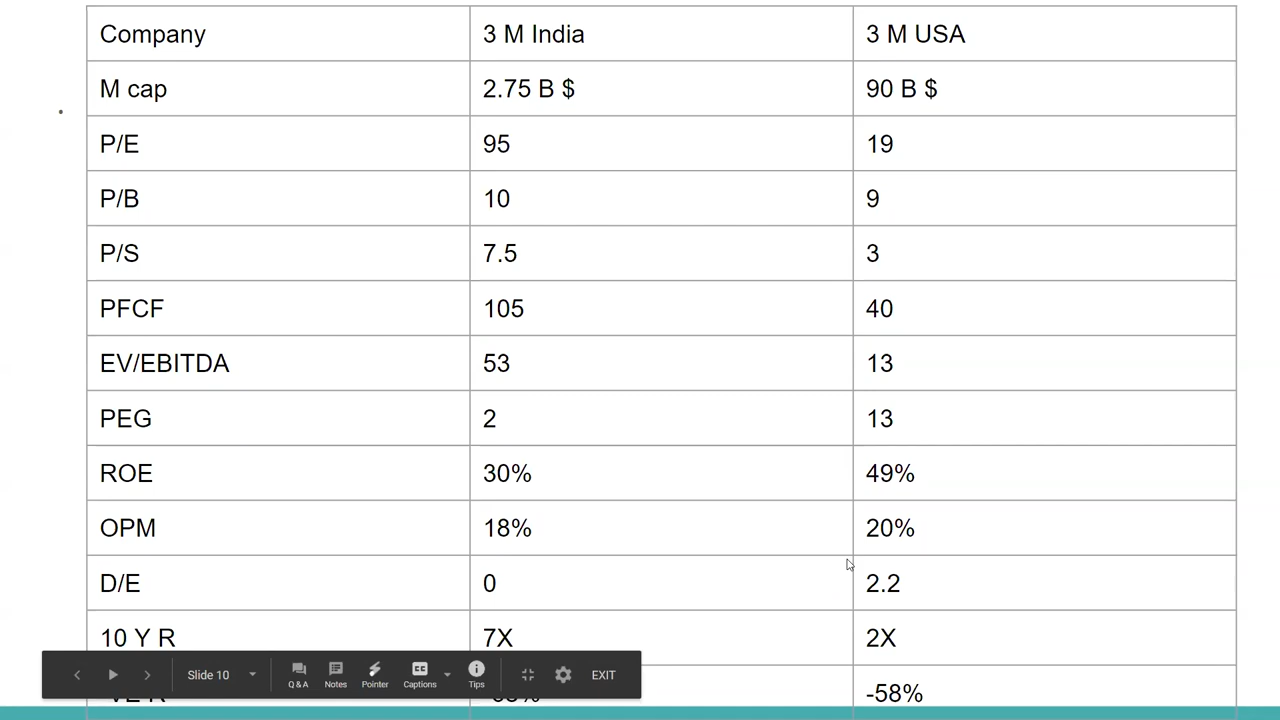 Company 3 M India 3 M USA
M cap 2.75 B $ 90 B $
P/E 95 19
P/B 10 9
P/S 7.5 3
PFCF 105 40
EV/EBITDA 53 13
PEG 2 13
ROE 30% 49%
OPM 18% 20%
D/E 0 2.2
10 Y R 7X 2X
-58%
Slide 10 Q & A Notes Pointer Captions Tips EXIT